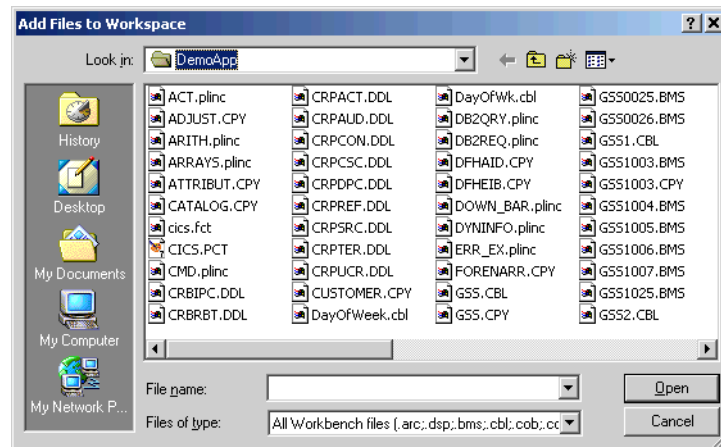 Add Files to Workspace
Look in: DemoApp
History
Desktop
My Documents
My Computer
My Network P...
ACT.plinc CRPACT.DDL DayOfWk.cbl GSS0025.BMS
ADJUST.CPY CRPAUD.DDL DB2QRY.plinc GSS0026.BMS
ARITH.plinc CRPCON.DDL DB2REQ.plinc GSS1.CBL
ARRAYS.plinc CRPCSC.DDL DFHAID.CPY GSS1003.BMS
ATTRIBUT.CPY CRPDPC.DDL DFHEIB.CPY GSS1003.CPY
CATALOG.CPY CRPREF.DDL DOWN_BAR.plinc GSS1004.BMS
cics.fct CRPSRC.DDL DYNINFO.plinc GSS1005.BMS
CICS.PCT CRPTER.DDL ERR_EX.plinc GSS1006.BMS
CMD.plinc CRPUCR.DDL FORENARR.CPY GSS1007.BMS
CRBIPC.DDL CUSTOMER.CPY GSS.CBL GSS1025.BMS
CRBRBT.DDL DayOfWeek.cbl GSS.CPY GSS2.CBL
File name: Open
Files of type: All Workbench files (.arc;.dsp;.bms;.cbl;.cob;.cc Cancel